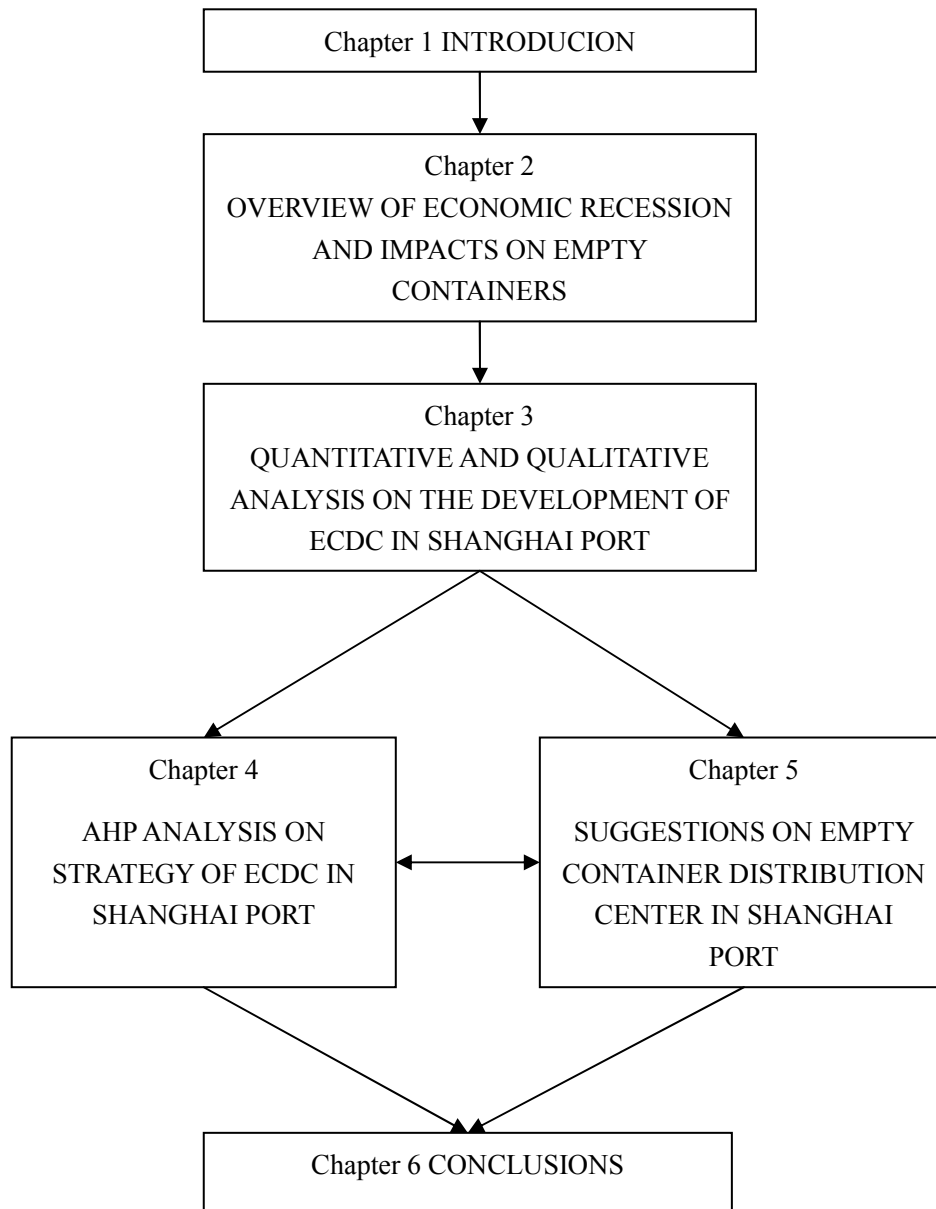 Chapter 1 INTRODUCION
Chapter 2
OVERVIEW OF ECONOMIC RECESSION
AND IMPACTS ON EMPTY
CONTAINERS
Chapter 3
QUANTITATIVE AND QUALITATIVE
ANALYSIS ON THE DEVELOPMENT OF
ECDC IN SHANGHAI PORT
Chapter 4
AHP ANALYSIS ON
STRATEGY OF ECDC IN
SHANGHAI PORT
Chapter 5
SUGGESTIONS ON EMPTY
CONTAINER DISTRIBUTION
CENTER IN SHANGHAI
PORT
Chapter 6 CONCLUSIONS